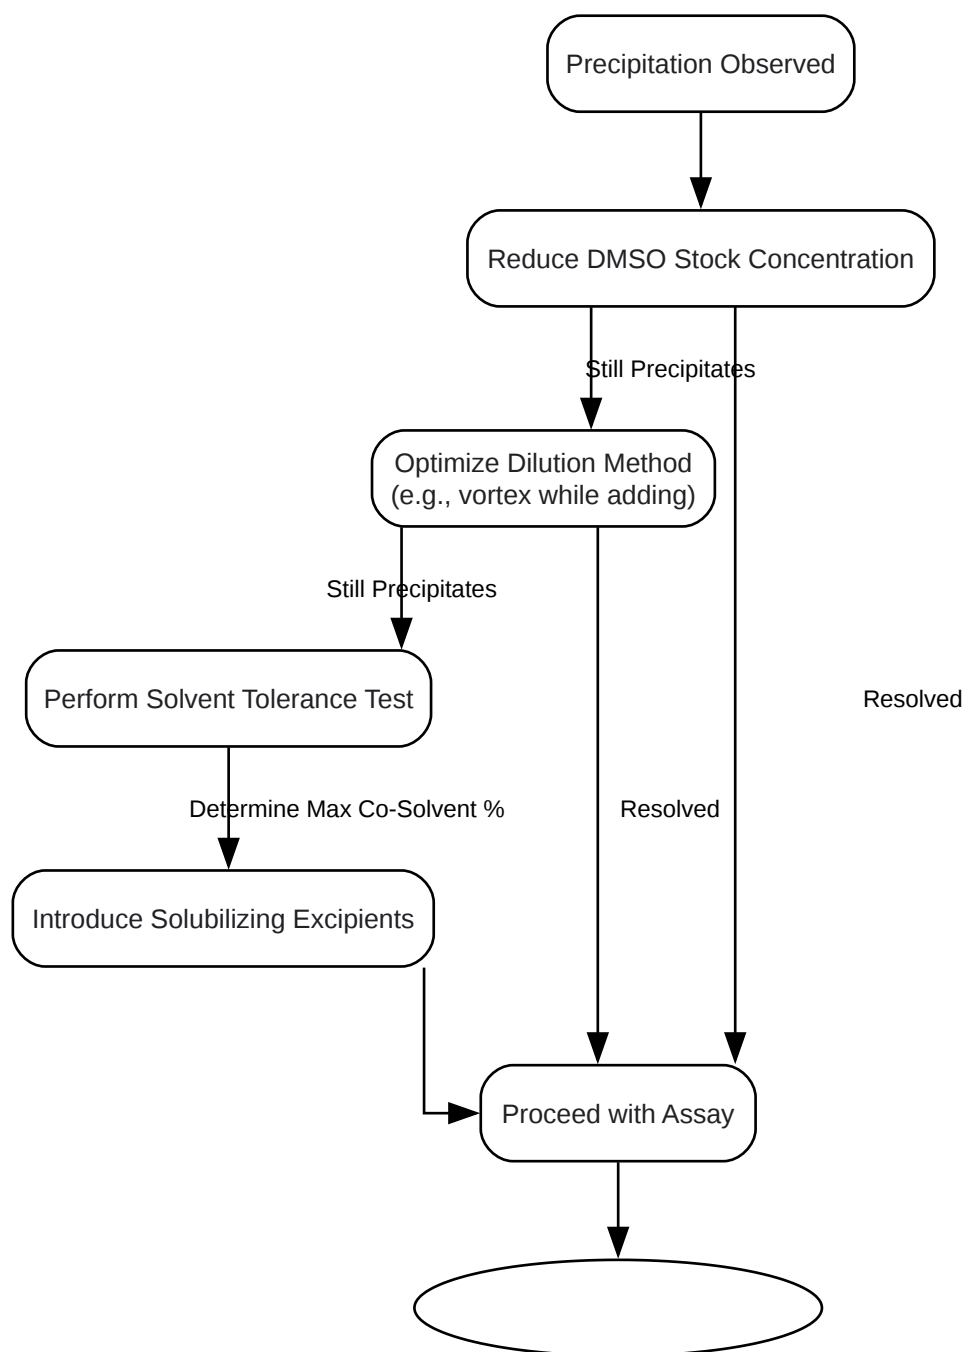 Precipitation Observed
Reduce DMSO Stock Concentration
Still Precipitates
Optimize Dilution Method
(e.g., vortex while adding)
Still Precipitates
Perform Solvent Tolerance Test
Resolved
Determine Max Co-Solvent %
Resolved
Introduce Solubilizing Excipients
Proceed with Assay